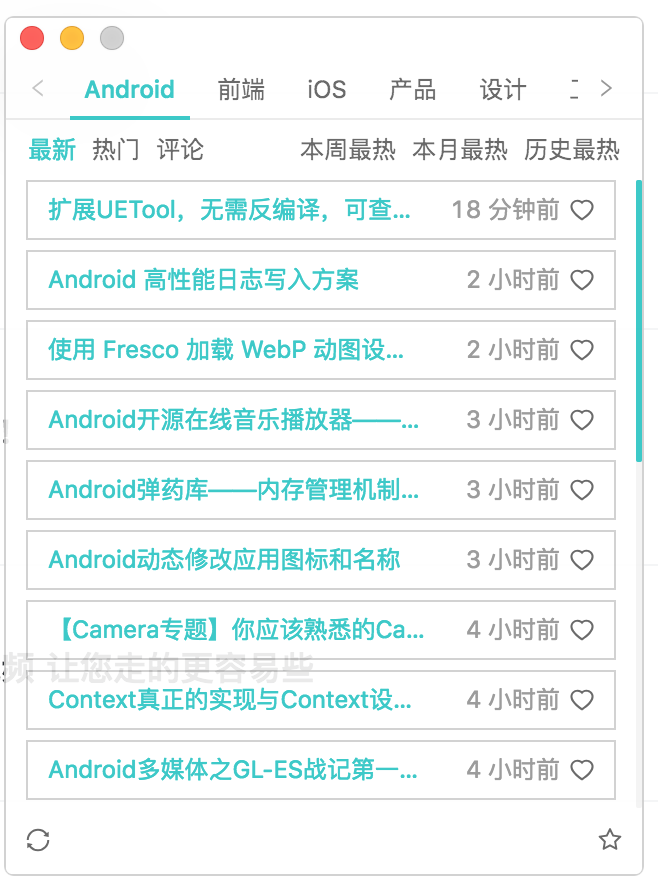 Android 前端 iOS 产品 设计
最新 热门 评论 本周最热 本月最热 历史最热
扩展UETool，无需反编译，可查... 18 分钟前
Android 高性能日志写入方案 2 小时前
使用 Fresco 加载 WebP 动图设... 2 小时前
Android开源在线音乐播放器——... 3 小时前
Android弹药库——内存管理机制... 3 小时前
Android动态修改应用图标和名称 3 小时前
【Camera专题】你应该熟悉的Ca... 4 小时前
频 让您走的更容易些
Context真正的实现与Context设... 4 小时前
Android多媒体之GL-ES战记第一... 4 小时前